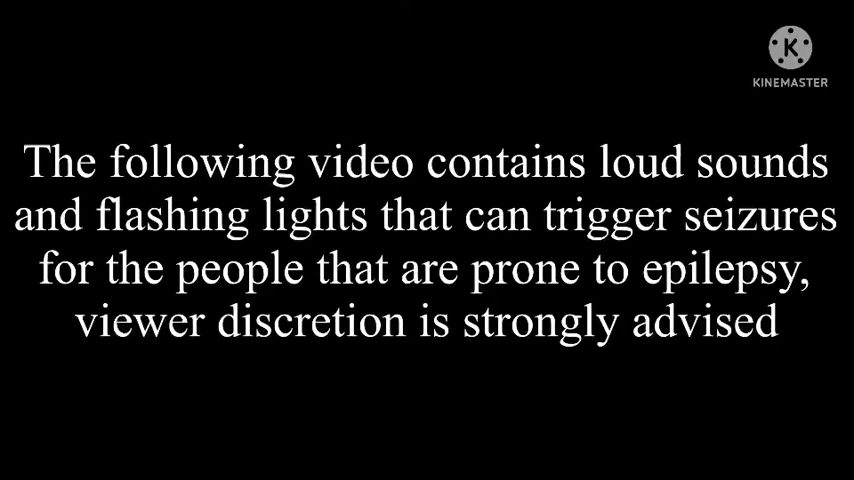 K
KINEMASTER
The following video contains loud sounds
and flashing lights that can trigger seizures
for the people that are prone to epilepsy,
viewer discretion is strongly advised